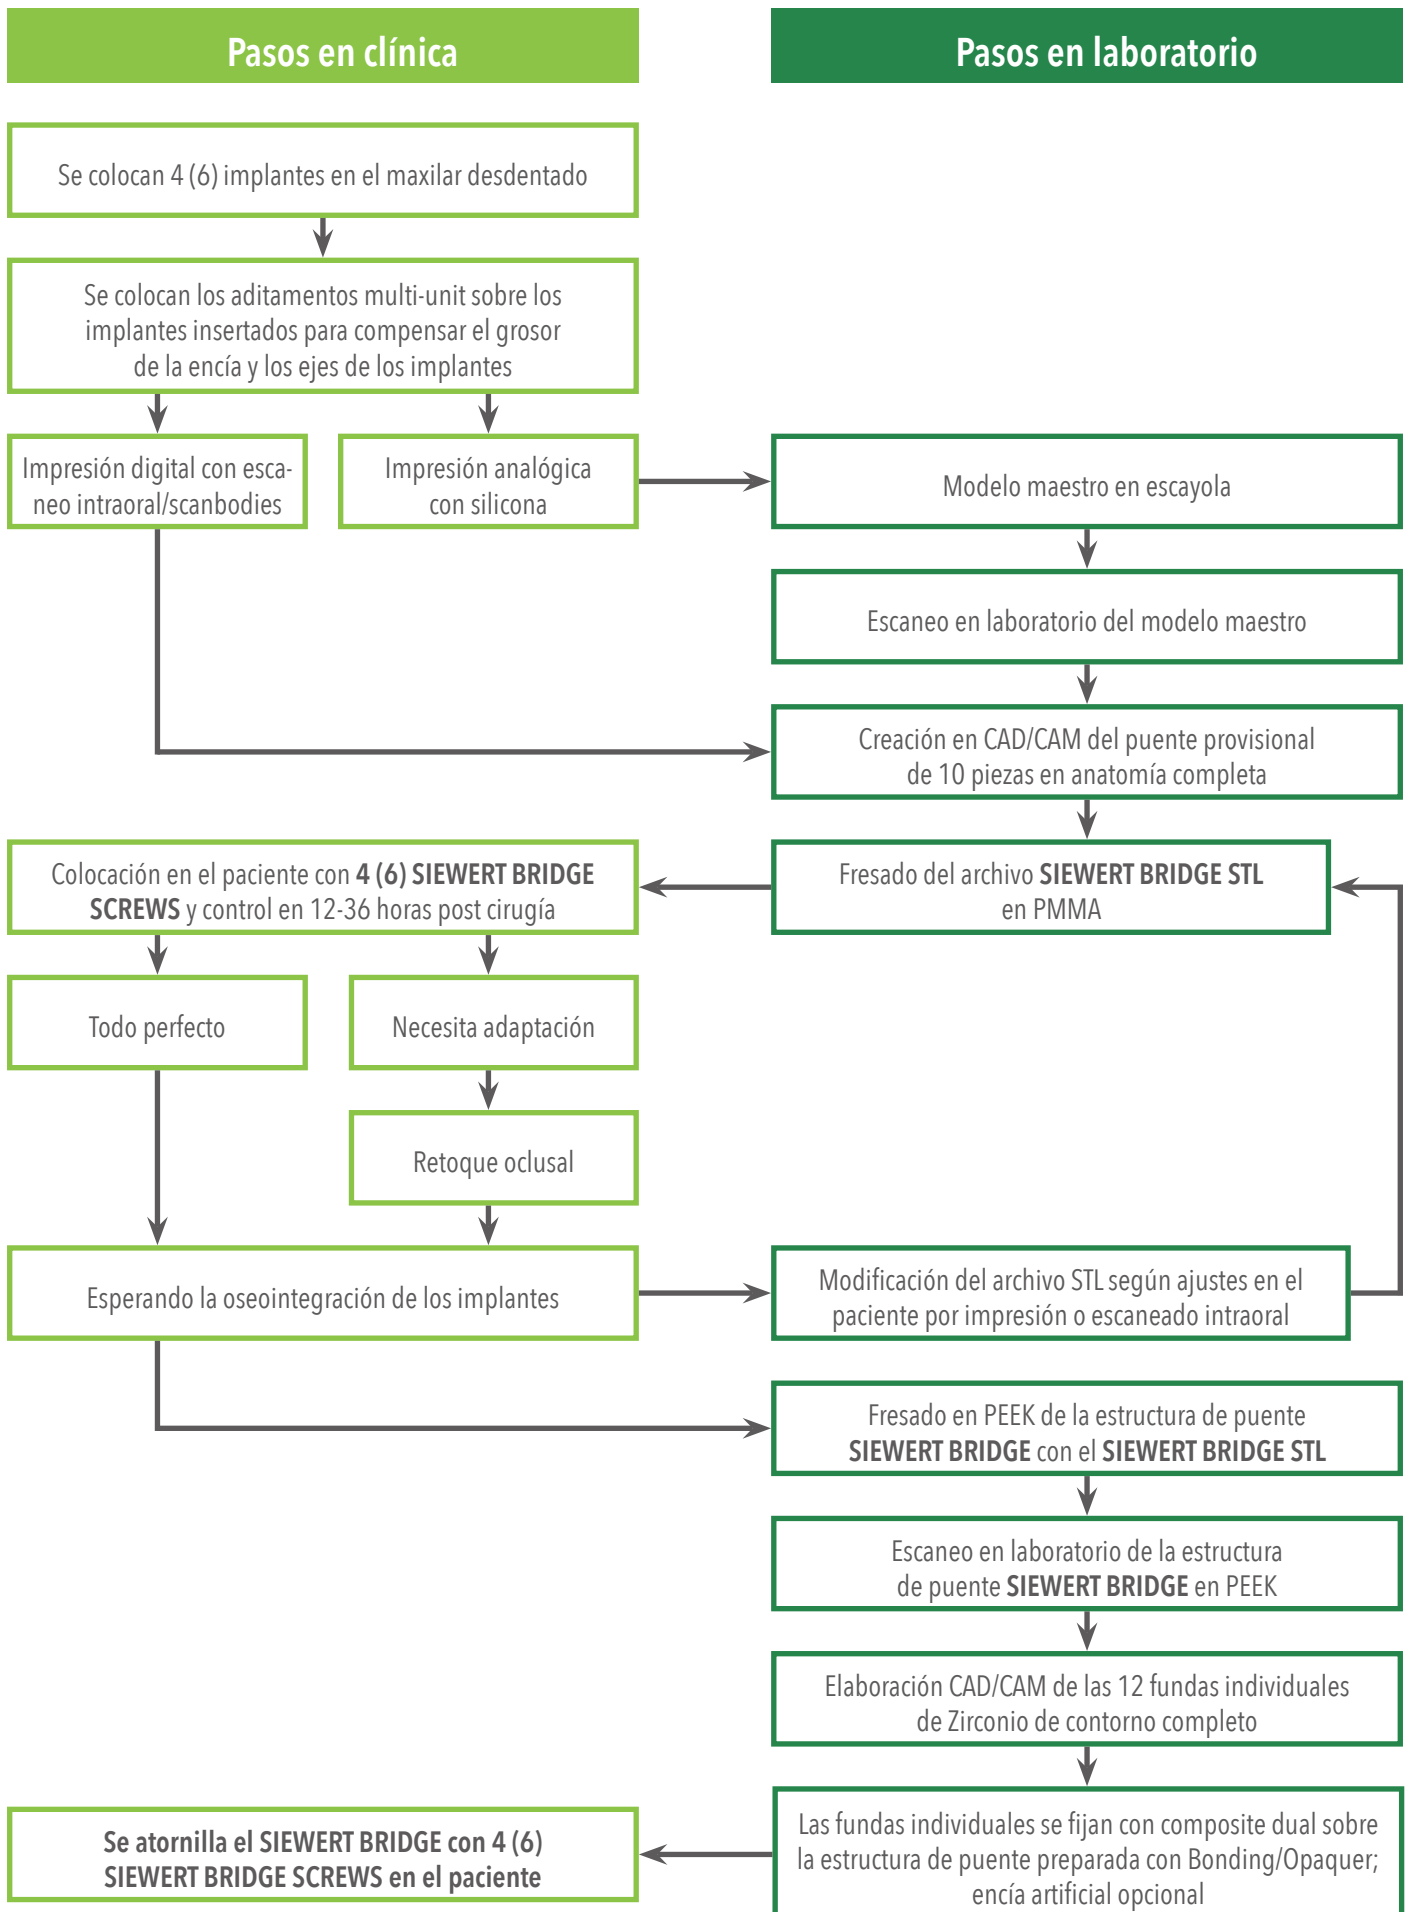 Pasos en clínica
Pasos en laboratorio
Se colocan 4 (6) implantes en el maxilar desdentado
Se colocan los aditamentos multi-unit sobre los
implantes insertados para compensar el grosor
de la encía y los ejes de los implantes
Impresión digital con esca-
neo intraoral/scanbodies
Impresión analógica
con silicona
Modelo maestro en escayola
Escaneo en laboratorio del modelo maestro
Creación en CAD/CAM del puente provisional
de 10 piezas en anatomía completa
Fresado del archivo SIEWERT BRIDGE STL
en PMMA
Colocación en el paciente con 4 (6) SIEWERT BRIDGE
SCREWS y control en 12-36 horas post cirugía
Todo perfecto
Necesita adaptación
Retoque oclusal
Esperando la oseointegración de los implantes
Modificación del archivo STL según ajustes en el
paciente por impresión o escaneado intraoral
Fresado en PEEK de la estructura de puente
SIEWERT BRIDGE con el SIEWERT BRIDGE STL
Escaneo en laboratorio de la estructura
de puente SIEWERT BRIDGE en PEEK
Elaboración CAD/CAM de las 12 fundas individuales
de Zirconio de contorno completo
Las fundas individuales se fijan con composite dual sobre
la estructura de puente preparada con Bonding/Opaquer;
encía artificial opcional
Se atornilla el SIEWERT BRIDGE con 4 (6)
SIEWERT BRIDGE SCREWS en el paciente